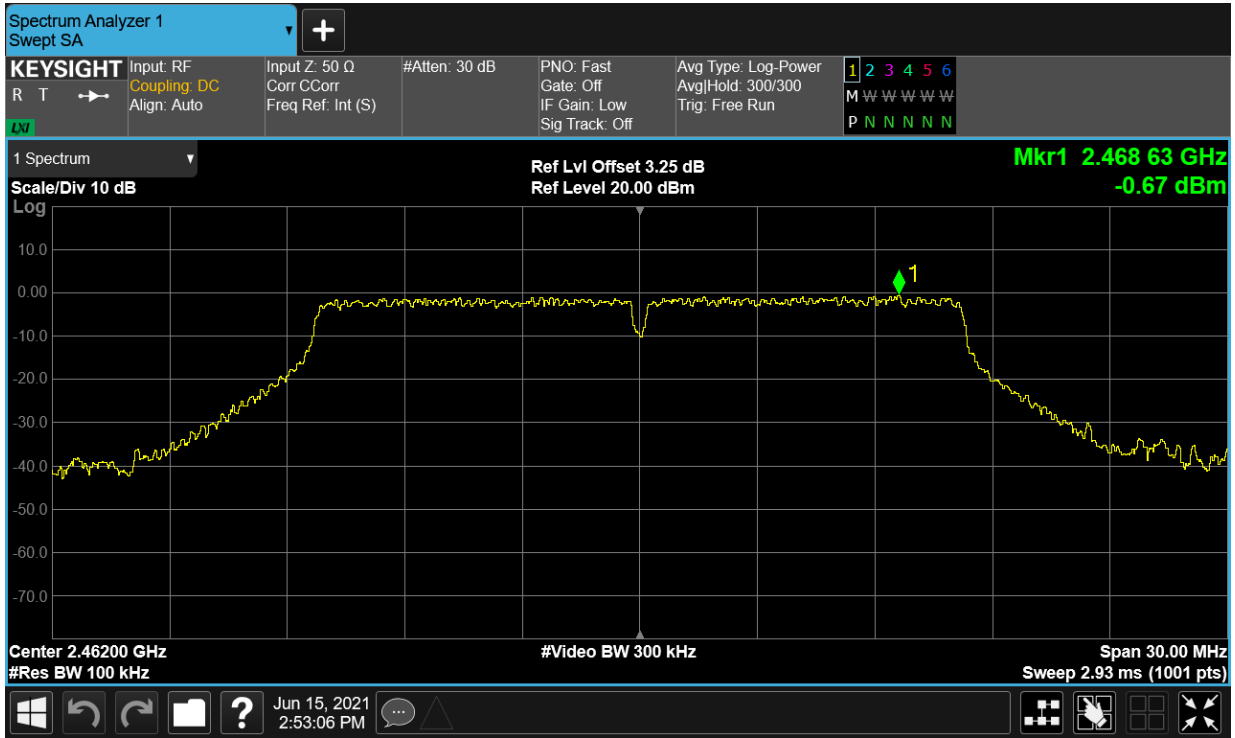 Spectrum Analyzer 1
Swept SA
KEYSIGHT
R T
LXI
Input: RF
Coupling: DC
Align: Auto
Input Z: 50 Ω
Corr CCorr
Freq Ref: Int (S)
#Atten: 30 dB
PNO: Fast
Gate: Off
IF Gain: Low
Sig Track: Off
Avg Type: Log-Power
Avg|Hold: 300/300
Trig: Free Run
1 2 3 4 5 6
M W W W W W
P N N N N N
1 Spectrum
Scale/Div 10 dB
Log
Ref Lvl Offset 3.25 dB
Ref Level 20.00 dBm
Mkr1 2.468 63 GHz
-0.67 dBm
10.0
0.00
-10.0
-20.0
-30.0
-40.0
-50.0
-60.0
-70.0
1
Center 2.46200 GHz
#Res BW 100 kHz
#Video BW 300 kHz
Span 30.00 MHz
Sweep 2.93 ms (1001 pts)
?
Jun 15, 2021
2:53:06 PM